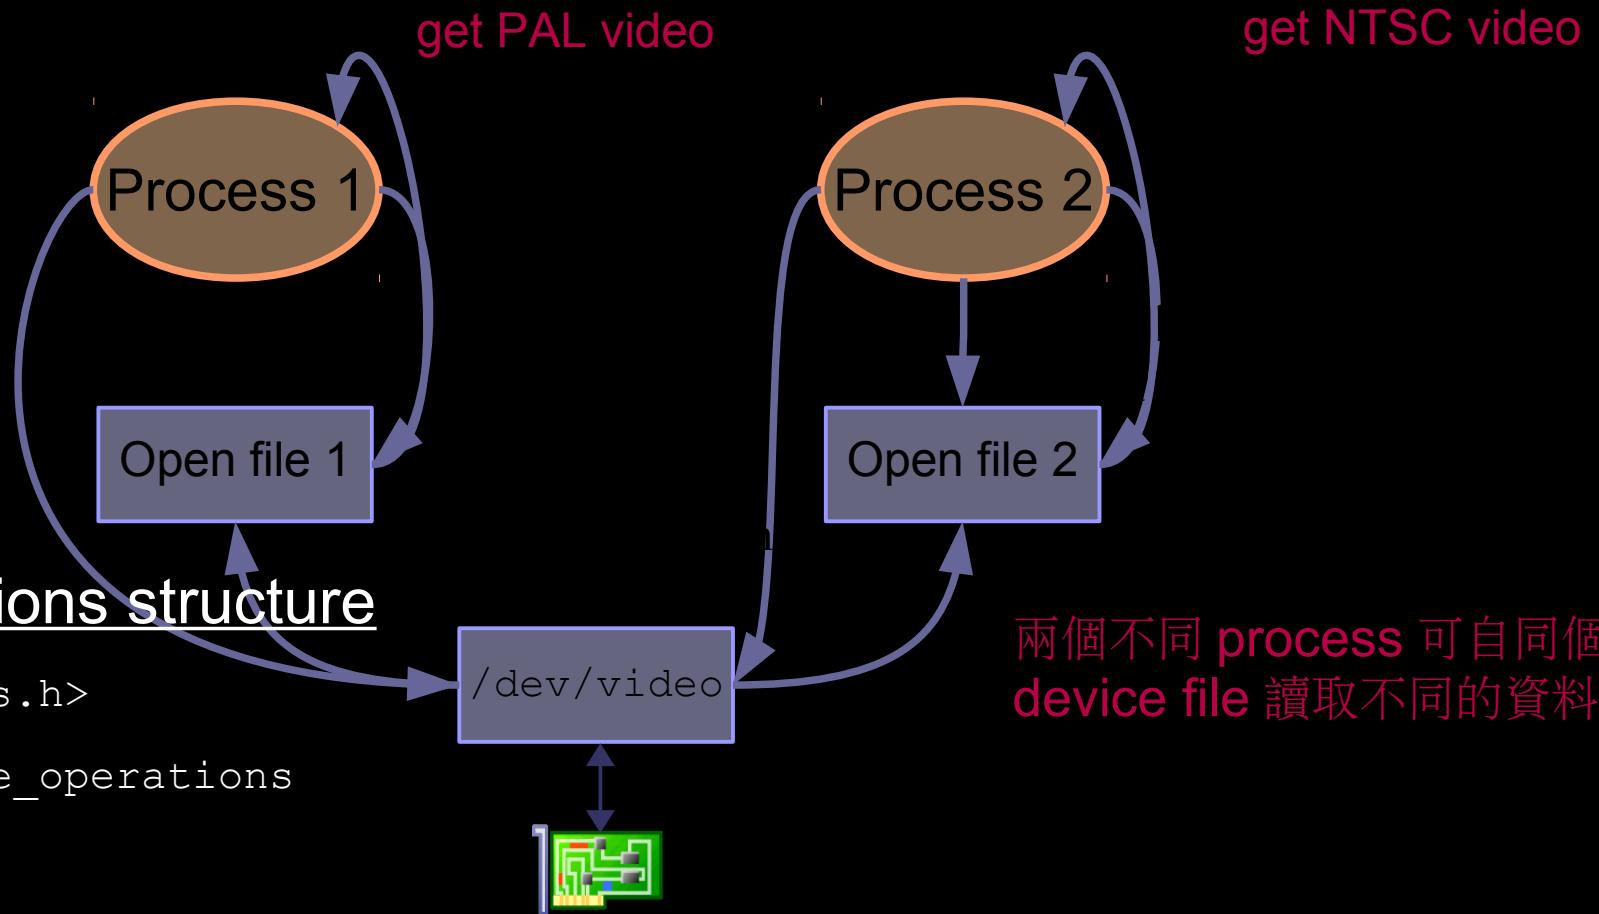 get PAL video
get NTSC video
Process 1
Process 2
Open file 1
Open file 2
ions structure
/dev/video
兩個不同 process 可自同個
device file 讀取不同的資料
s.h>
e_operations